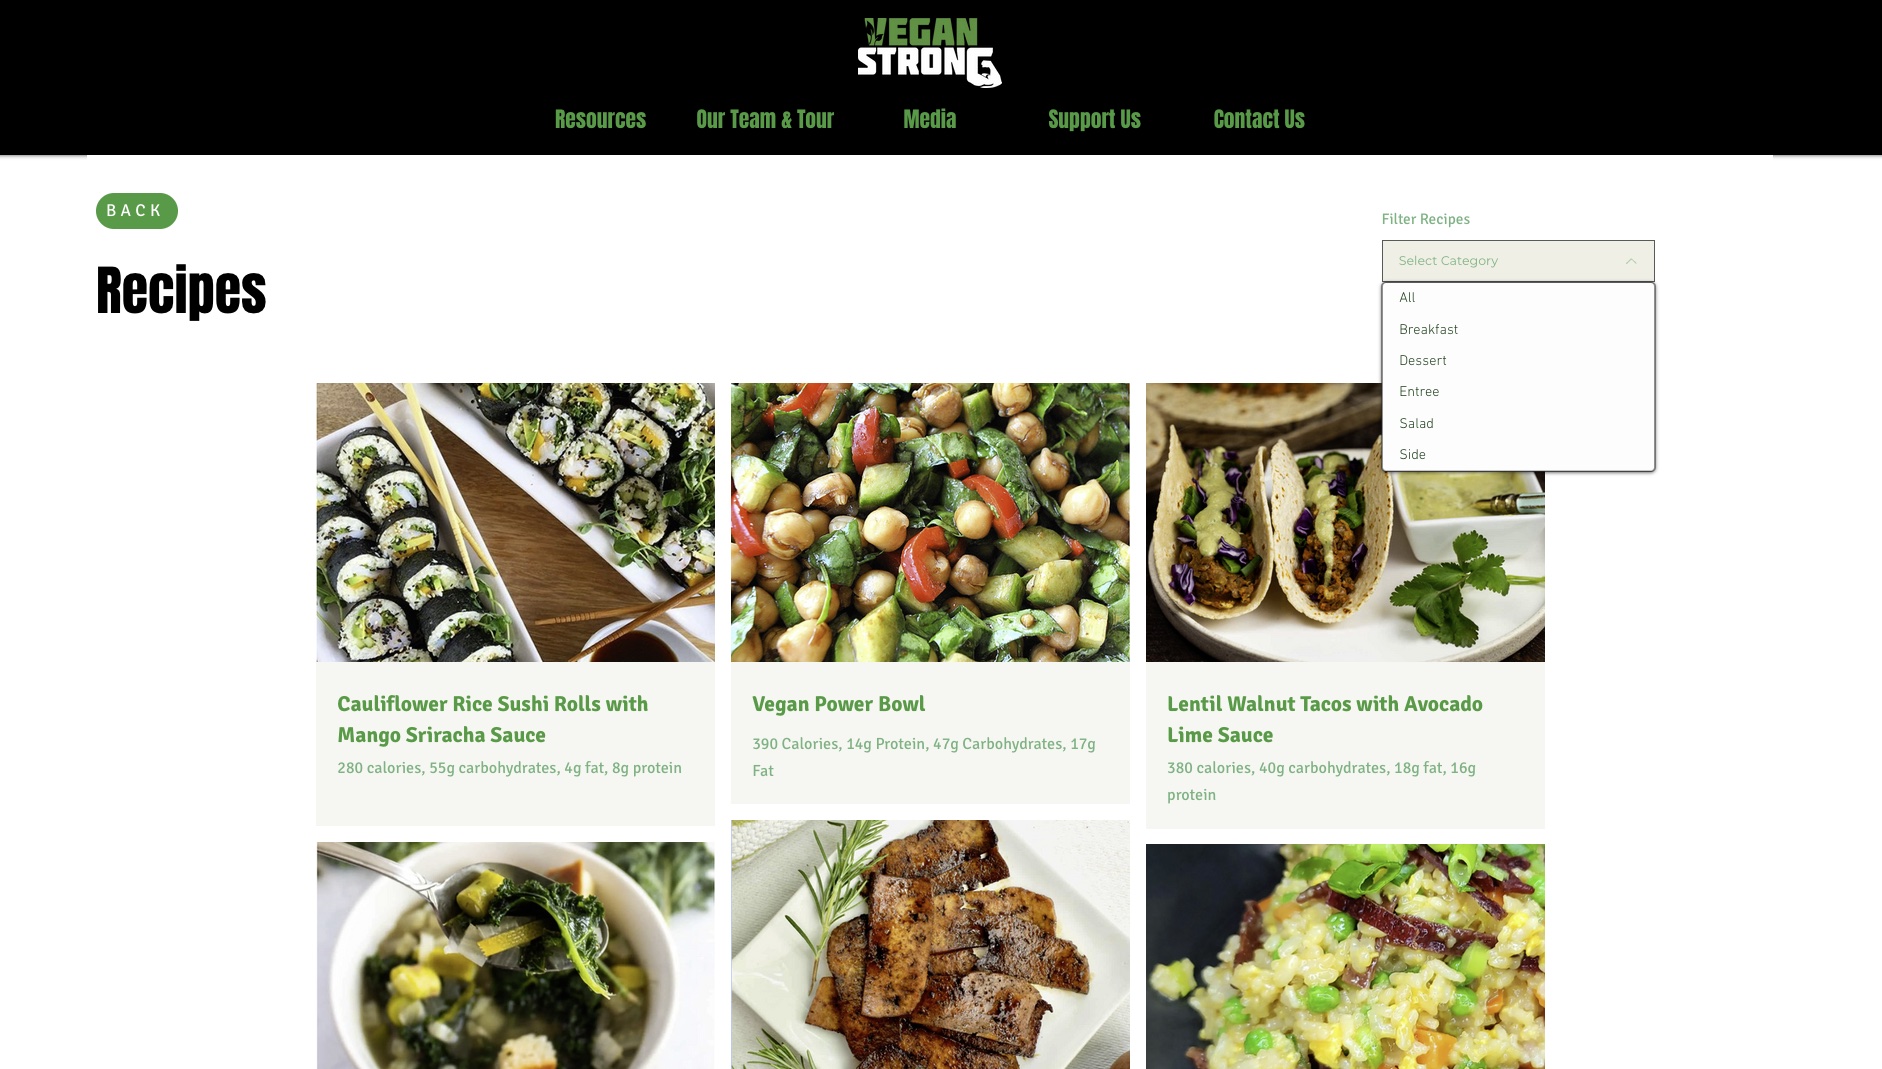 VEGAN
STRONG
Resources
Our Team & Tour
Media
Support Us
Contact Us
BACK
Filter Recipes
Select Category
Recipes
All
Breakfast
Dessert
Entree
Salad
Side
Cauliflower Rice Sushi Rolls with
Mango Sriracha Sauce
280 calories, 55g carbohydrates, 4g fat, 8g protein
Vegan Power Bowl
390 Calories, 14g Protein, 47g Carbohydrates, 17g
Fat
Lentil Walnut Tacos with Avocado
Lime Sauce
380 calories, 40g carbohydrates, 18g fat, 16g
protein